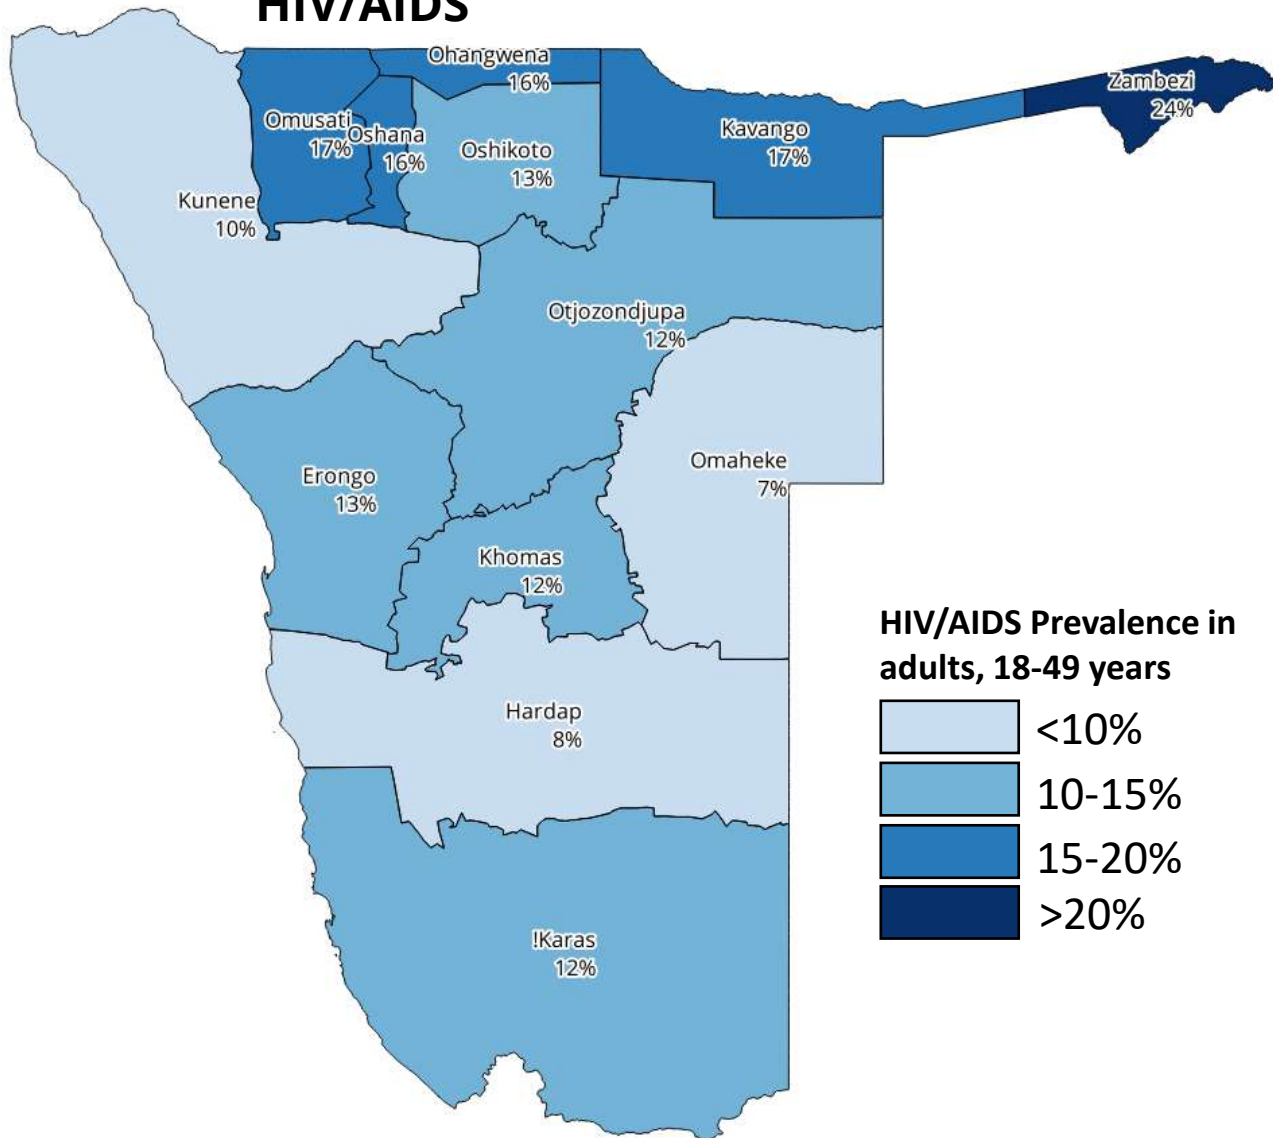 HIV/AIDS
Ohangwena
16%
Zambezi
24%
Omusati
17%
Oshana
16%
Oshikoto
13%
Kavango
17%
Kunene
10%
Otjozondjupa
12%
Omaheke
7%
Erongo
13%
Khomas
12%
HIV/AIDS Prevalence in
adults, 18-49 years
<10%
10-15%
15-20%
>20%
Hardap
8%
!Karas
12%